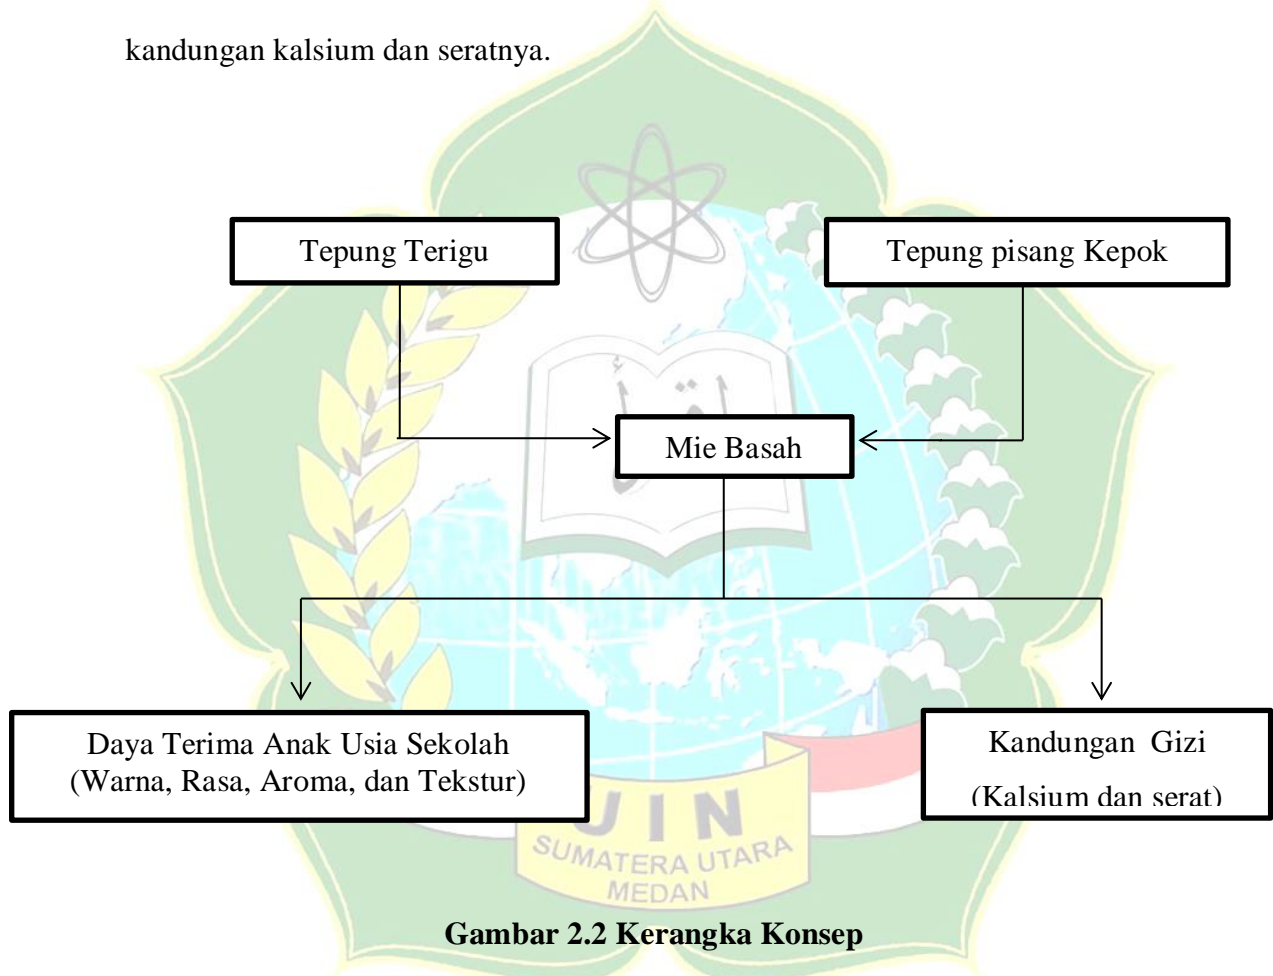 kandungan kalsium dan seratnya.
Tepung Terigu
Tepung pisang Kepok
Mie Basah
Daya Terima Anak Usia Sekolah
(Warna, Rasa, Aroma, dan Tekstur)
Kandungan Gizi
(Kalsium dan serat)
UIN
SUMATERA UTARA
MEDAN
Gambar 2.2 Kerangka Konsep